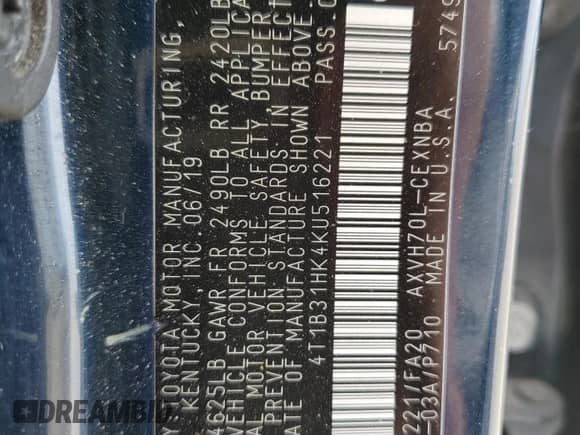 Y TOYOTA MOTOR MANUFACTURING,
KENTUCKY, INC. 06/19
4625LB GAWR FR 2490LB RR 2420LB
VEHICLE CONFORMS TO ALL APPLICA
AL MOTOR VEHICLE SAFETY, BUMPER,
PREVENTION STANDARDS IN EFFECT
ATE OF MANUFACTURE SHOWN ABOVE.
4T1B31HK4KU516221 PASS.C
221/FA20 AXVH70L-CEXNBA
-03A/P710 MADE IN U.S.A. 5749
DREAMBID